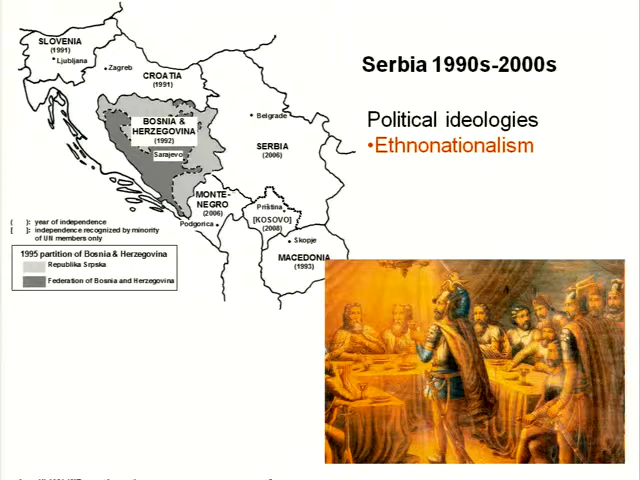 SLOVENIA
(1991)
Ljubljana
Zagreb
CROATIA
(1991)
BOSNIA &
HERZEGOVINA
(1992)
Sarajevo
Belgrade
SERBIA
(2006)
MONTE-
NEGRO
(2006)
Podgorica
Priština
[KOSOVO]
(2008)
Skopje
MACEDONIA
(1993)
( ): year of independence
[ ]: independence recognized by minority
of UN members only
1995 partition of Bosnia & Herzegovina
Republika Srpska
Federation of Bosnia and Herzegovina
Serbia 1990s-2000s
Political ideologies
•Ethnonationalism